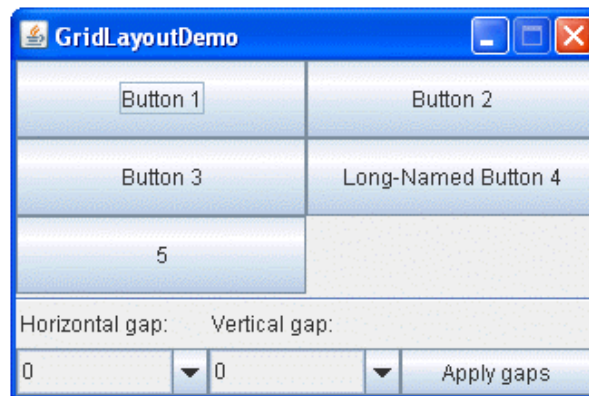 GridLayoutDemo
Button 1 Button 2
Button 3 Long-Named Button 4
5
Horizontal gap: Vertical gap:
0 0 Apply gaps